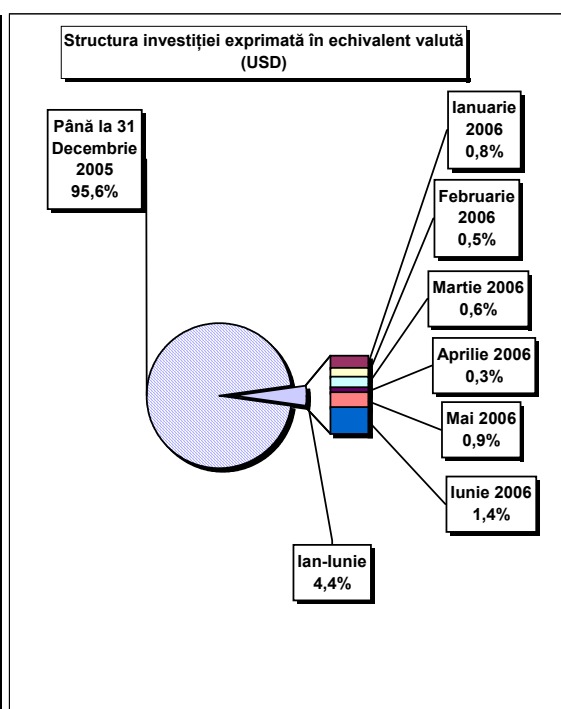 Structura investiției exprimată în echivalent valută
(USD)
Până la 31
Decembrie
2005
95,6%
Ianuarie
2006
0,8%
Februarie
2006
0,5%
Martie 2006
0,6%
Aprilie 2006
0,3%
Mai 2006
0,9%
Iunie 2006
1,4%
Ian-Iunie
4,4%